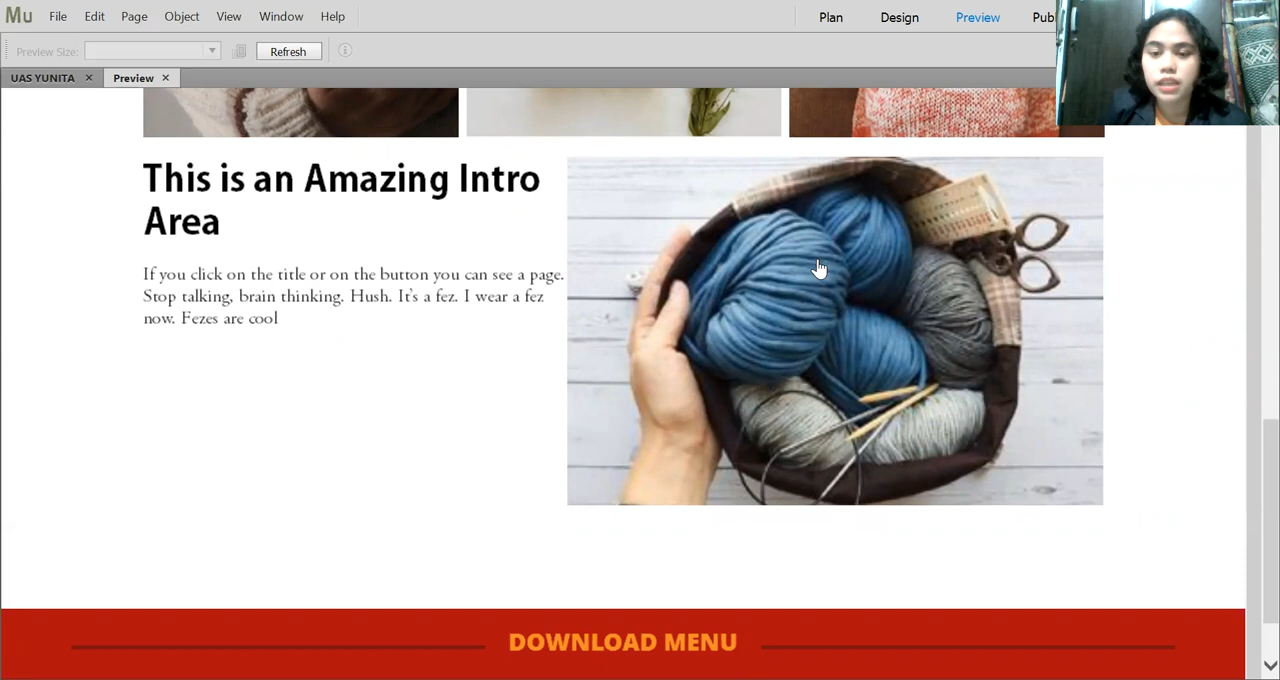 Mu File Edit Page Object View Window Help Plan Design Preview
Preview Size: Refresh
UAS YUNITA Preview
This is an Amazing Intro
Area
If you click on the title or on the button you can see a page.
Stop talking, brain thinking. Hush. It's a fez. I wear a fez
now. Fezes are cool
DOWNLOAD MENU